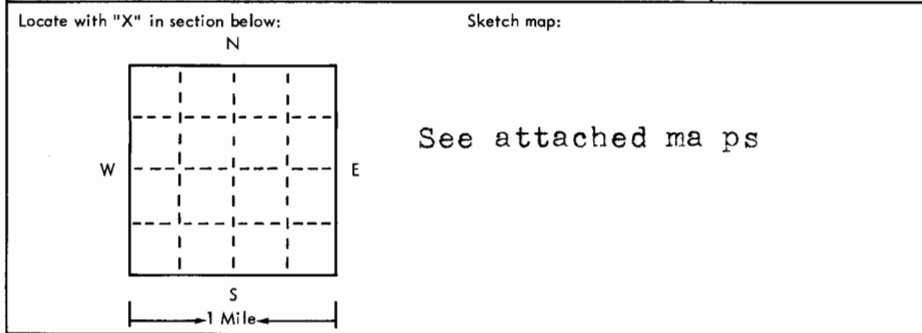 Locate with "X" in section below:
Sketch map:
N
See attached ma ps
W
E
S
1 Mile